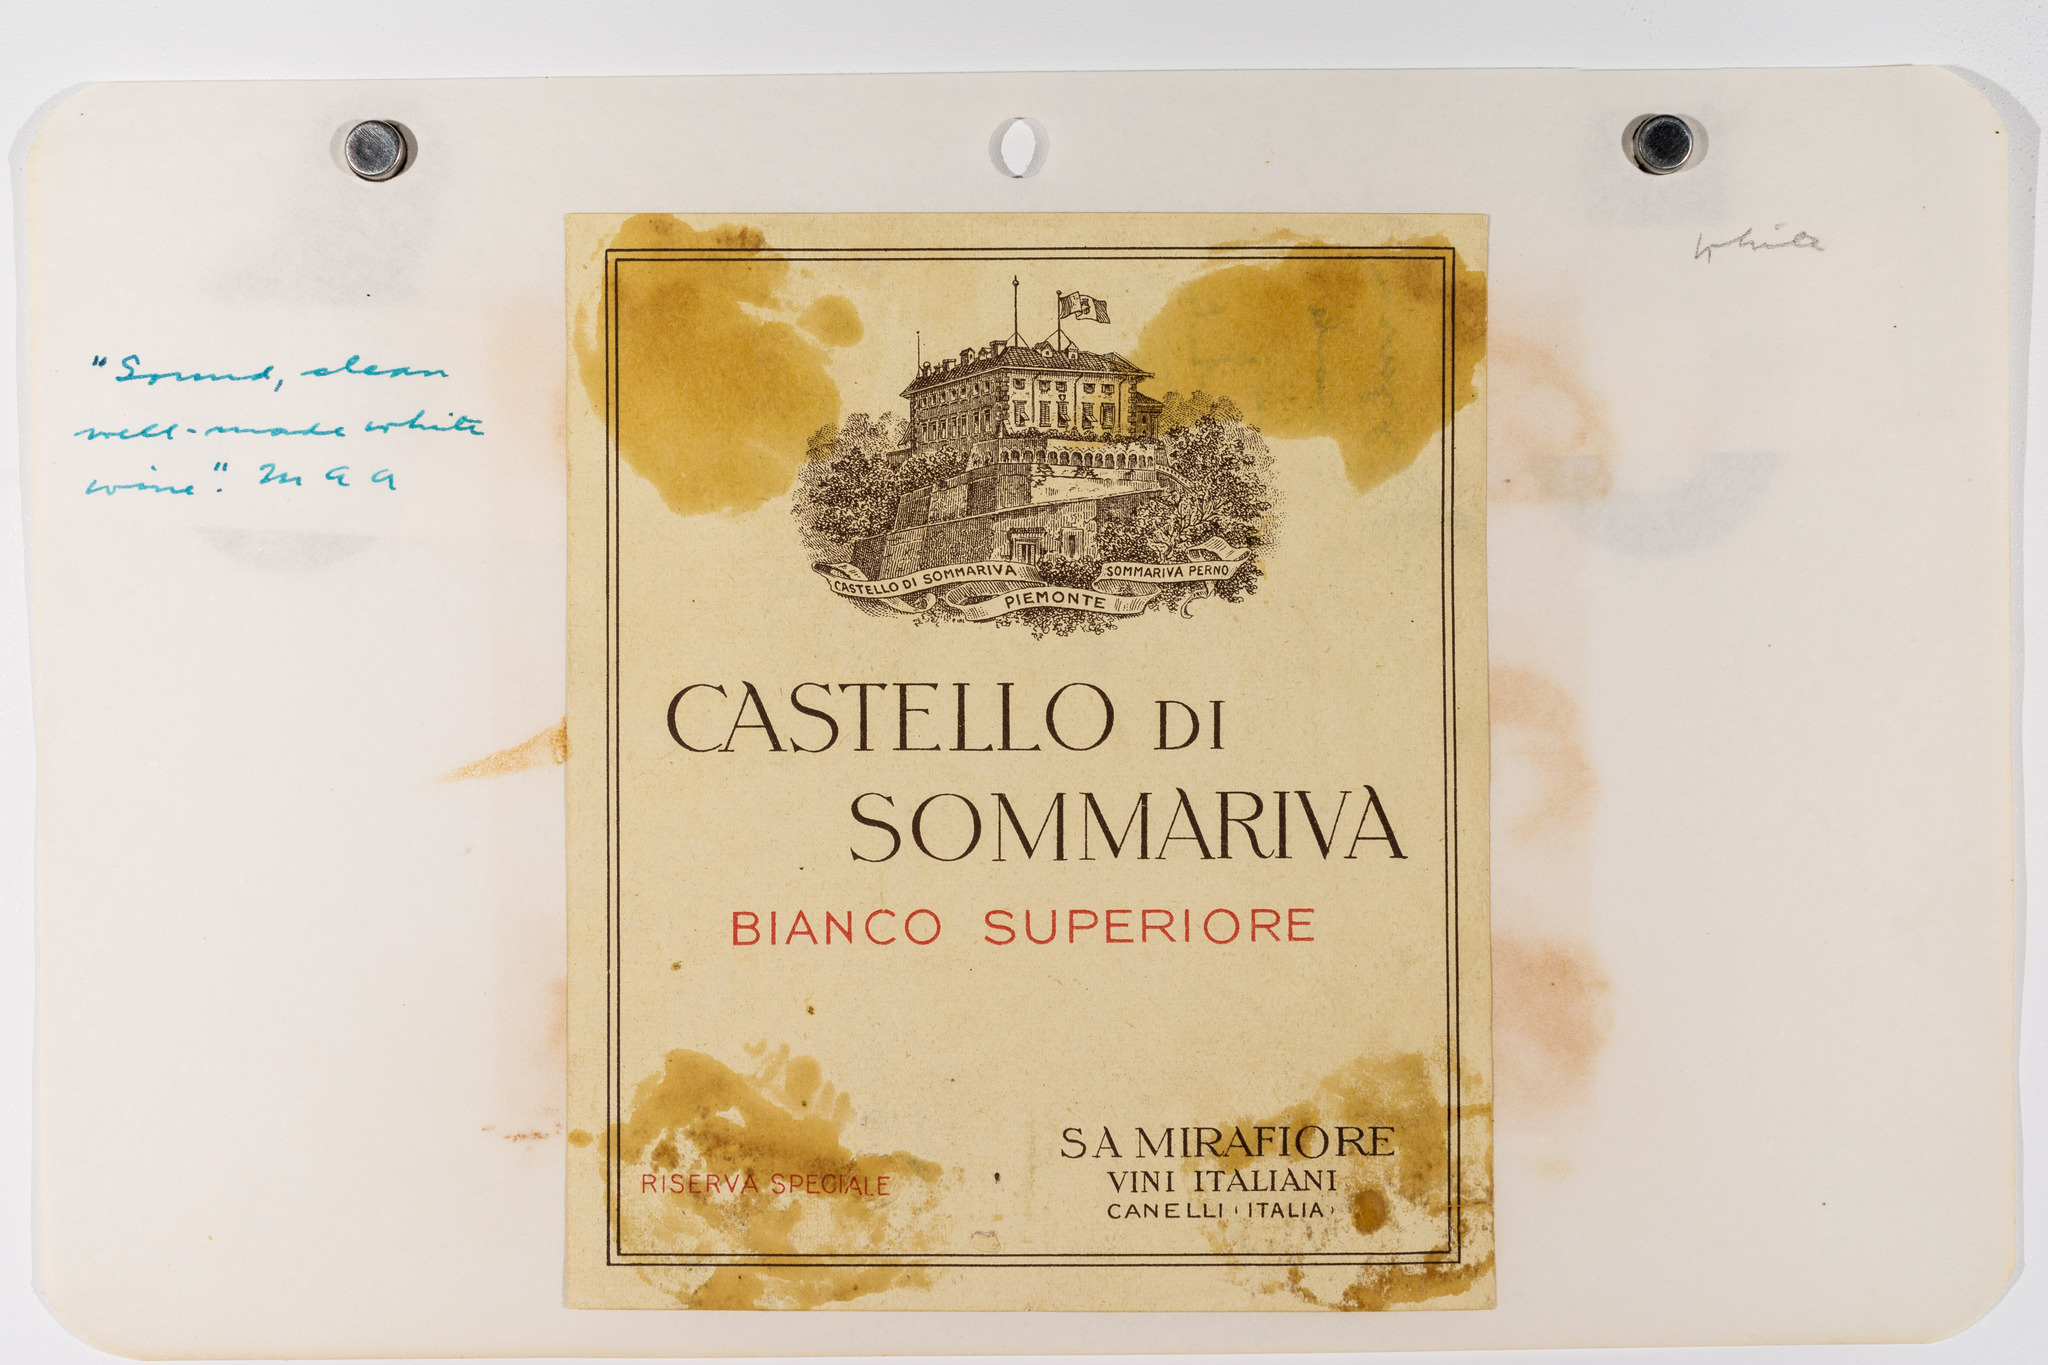 white
"Sound, clean
well-made white
wine". MAA
CASTELLO DI SOMMARIVA
SOMMARIVA PERNO
PIEMONTE
CASTELLO DI
SOMMARIVA
BIANCO SUPERIORE
RISERVA SPECIALE
SA MIRAFIORE
VINI ITALIANI
CANELLI (ITALIA)